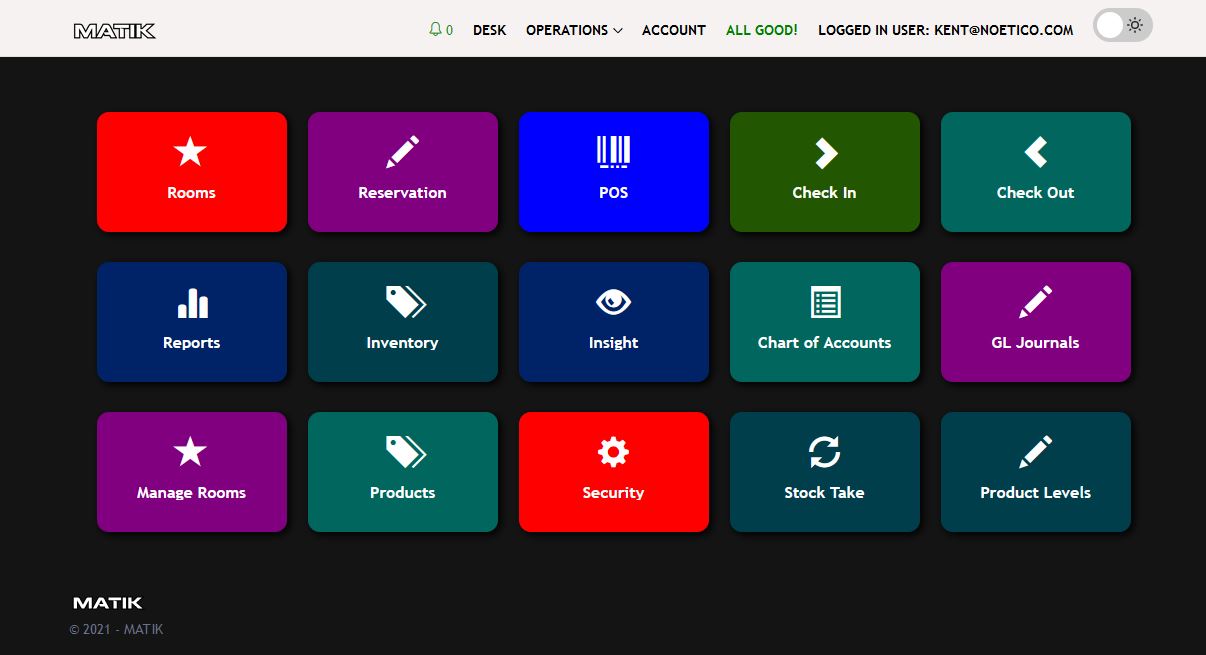 MATIK
0 DESK OPERATIONS ACCOUNT ALL GOOD! LOGGED IN USER: KENT@NOETICO.COM
Rooms
Reservation
POS
Check In
Check Out
Reports
Inventory
Insight
Chart of Accounts
GL Journals
Manage Rooms
Products
Security
Stock Take
Product Levels
MATIK
© 2021 - MATIK